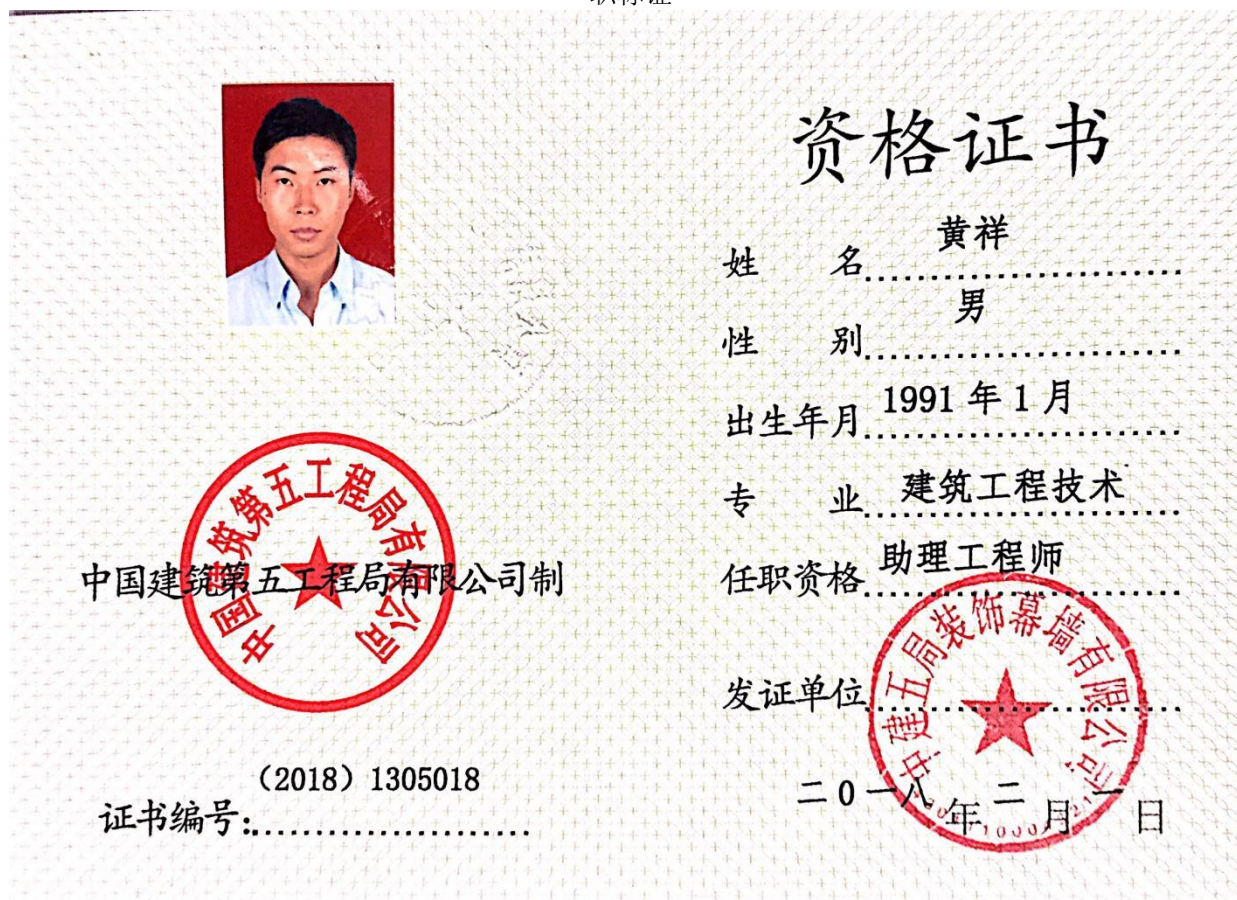 中国建筑第五工程局有限公司
中国建筑第五工程局有限公司制
(2018)1305018
证书编号:
资格证书
姓 名 黄祥
性 别 男
出生年月 1991年1月
专 业 建筑工程技术
任职资格 助理工程师
发证单位
中建五局装饰幕墙有限公司
二0一八年二月一日